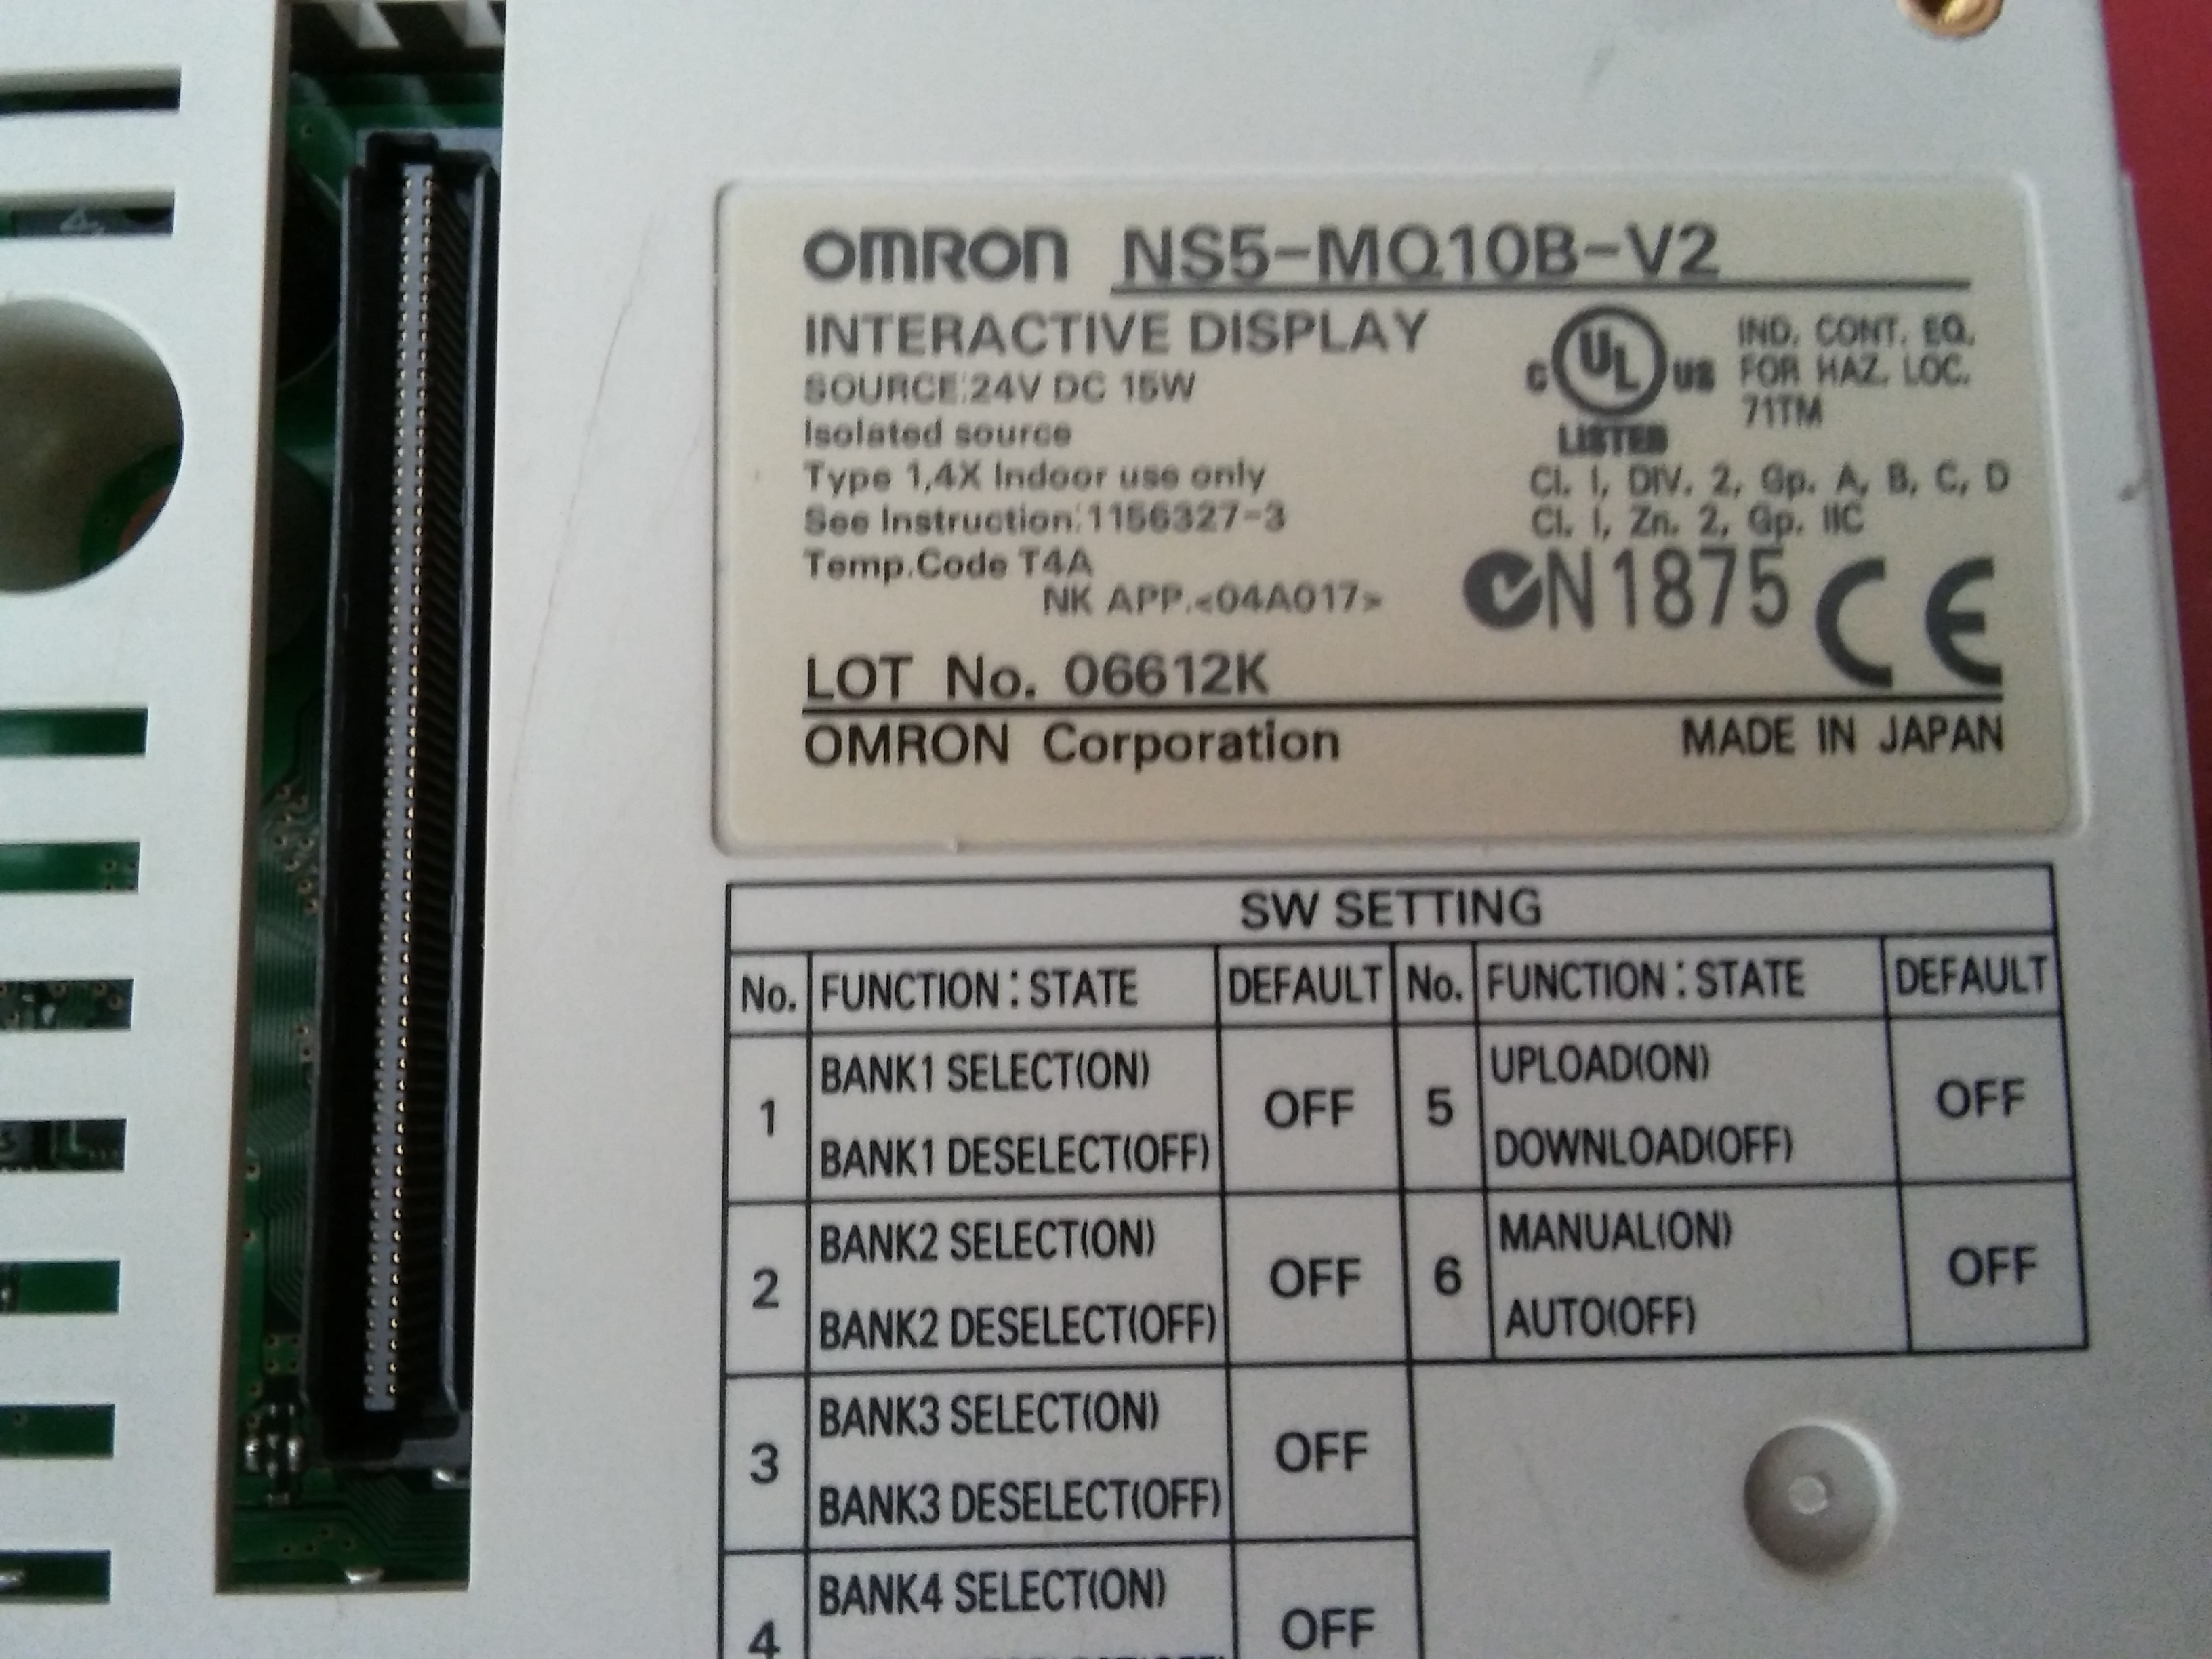 OMRON NS5-MQ10B-V2
INTERACTIVE DISPLAY
SOURCE:24V DC 15W
Isolated source
Type 1,4X Indoor use only
See Instruction:1156327-3
Temp.Code T4A
NK APP.<04A017>
C UL US
LISTED
IND. CONT. EQ.
FOR HAZ. LOC.
71TM
Cl. I, DIV. 2, Gp. A, B, C, D
Cl. I, Zn. 2, Gp. IIC
N1875 CE
LOT No. 06612K
OMRON Corporation MADE IN JAPAN
SW SETTING
No. FUNCTION : STATE DEFAULT No. FUNCTION : STATE DEFAULT
1 BANK1 SELECT(ON) OFF 5 UPLOAD(ON) OFF
BANK1 DESELECT(OFF) DOWNLOAD(OFF)
2 BANK2 SELECT(ON) OFF 6 MANUAL(ON) OFF
BANK2 DESELECT(OFF) AUTO(OFF)
3 BANK3 SELECT(ON) OFF
BANK3 DESELECT(OFF)
4 BANK4 SELECT(ON) OFF